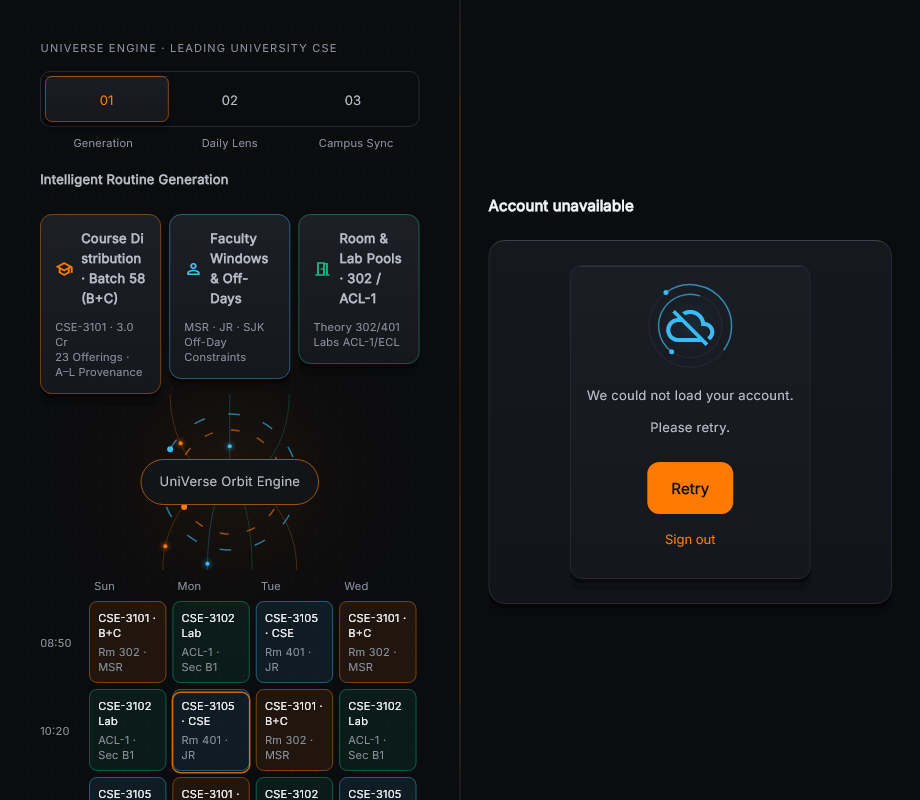 UNIVERSE ENGINE · LEADING UNIVERSITY CSE
01
02
03
Generation
Daily Lens
Campus Sync
Intelligent Routine Generation
Course Di
stribution
· Batch 58
(B+C)
CSE-3101 · 3.0
Cr
23 Offerings ·
A–L Provenance
Faculty
Windows
& Off-
Days
MSR · JR · SJK
Off-Day
Constraints
Room &
Lab Pools
· 302 /
ACL-1
Theory 302/401
Labs ACL-1/ECL
UniVerse Orbit Engine
Sun
Mon
Tue
Wed
08:50
CSE-3101 ·
B+C
Rm 302 ·
MSR
CSE-3102
Lab
ACL-1 ·
Sec B1
CSE-3105
· CSE
Rm 401 ·
JR
CSE-3101 ·
B+C
Rm 302 ·
MSR
10:20
CSE-3102
Lab
ACL-1 ·
Sec B1
CSE-3105
· CSE
Rm 401 ·
JR
CSE-3101 ·
B+C
Rm 302 ·
MSR
CSE-3102
Lab
ACL-1 ·
Sec B1
CSE-3105
CSE-3101 ·
CSE-3102
CSE-3105
Account unavailable
We could not load your account.
Please retry.
Retry
Sign out